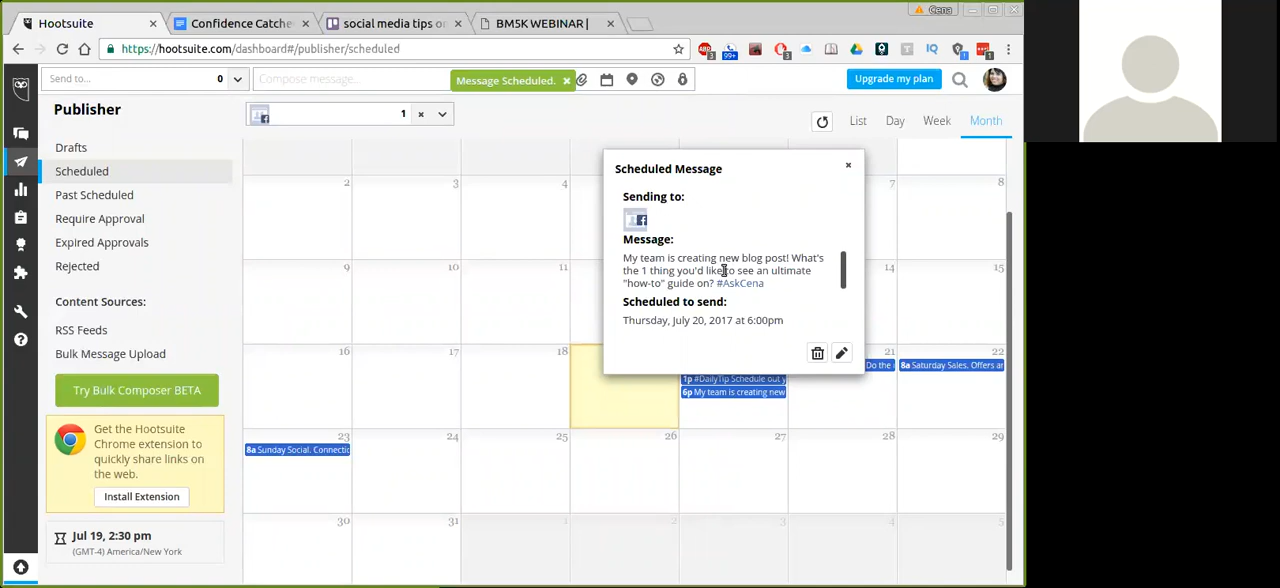 Hootsuite
Confidence Catche
social media tips o
BM5K WEBINAR |
Cena
https://hootsuite.com/dashboard#/publisher/scheduled
99+
IQ
Send to...
0
Compose message...
Message Scheduled.
Upgrade my plan
Publisher
1
List
Day
Week
Month
Drafts
Scheduled
Past Scheduled
Require Approval
Expired Approvals
Rejected
Content Sources:
RSS Feeds
Bulk Message Upload
Try Bulk Composer BETA
Get the Hootsuite
Chrome extension to
quickly share links on
the web.
Install Extension
Jul 19, 2:30 pm
(GMT-4) America/New York
Scheduled Message
Sending to:
Message:
My team is creating new blog post! What's
the 1 thing you'd like to see an ultimate
"how-to" guide on? #AskCena
Scheduled to send:
Thursday, July 20, 2017 at 6:00pm
2
3
4
7
8
9
10
11
14
15
16
17
18
21
22
Do the
8a Saturday Sales. Offers ar
1p #DailyTip Schedule out y
6p My team is creating new
23
24
25
26
27
28
29
8a Sunday Social. Connectic
30
31
1
2
3
4
5